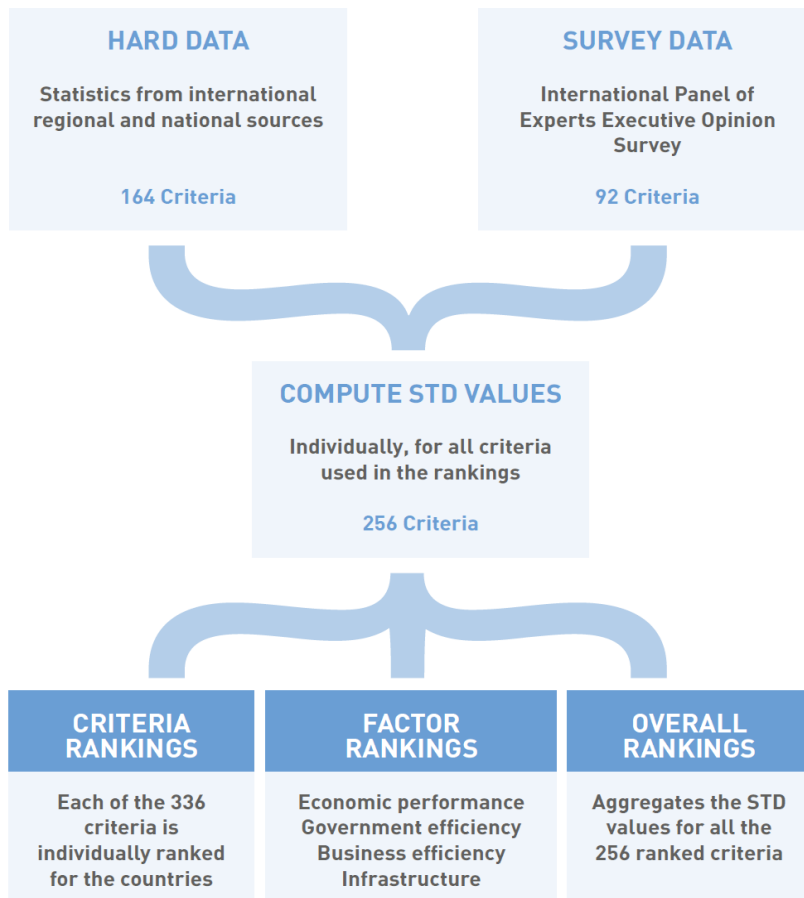 HARD DATA
Statistics from international
regional and national sources
164 Criteria
SURVEY DATA
International Panel of
Experts Executive Opinion
Survey
92 Criteria
COMPUTE STD VALUES
Individually, for all criteria
used in the rankings
256 Criteria
CRITERIA
RANKINGS
Each of the 336
criteria is
individually ranked
for the countries
FACTOR
RANKINGS
Economic performance
Government efficiency
Business efficiency
Infrastructure
OVERALL
RANKINGS
Aggregates the STD
values for all the
256 ranked criteria